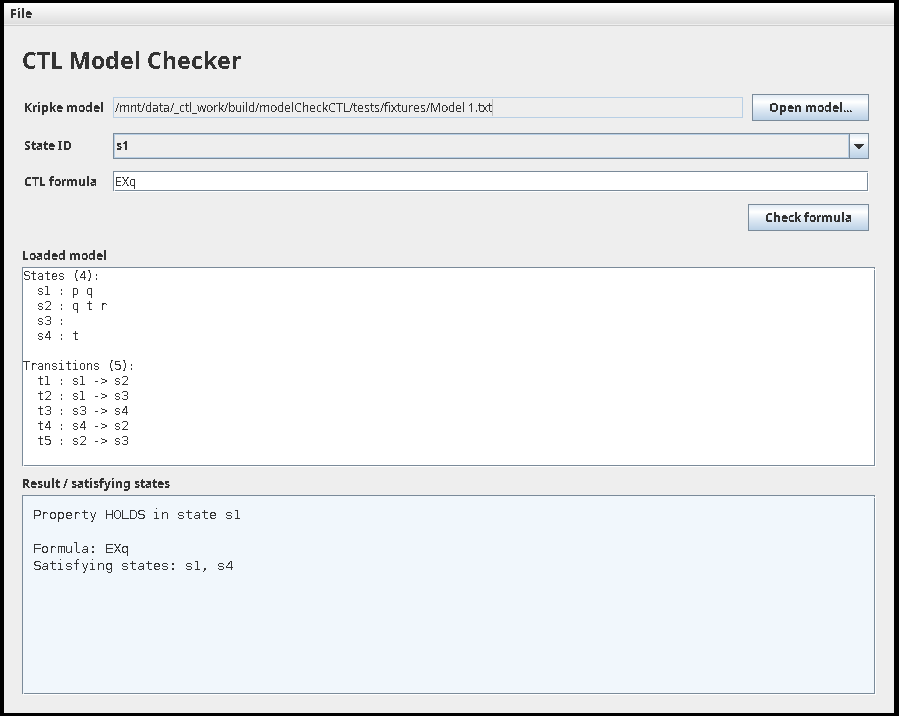 File
CTL Model Checker
Kripke model /mnt/data/_ctl_work/build/modelCheckCTL/tests/fixtures/Model 1.txt Open model...
State ID s1
CTL formula EXq
Check formula
Loaded model
States (4):
s1 : p q
s2 : q t r
s3 :
s4 : t
Transitions (5):
t1 : s1 -> s2
t2 : s1 -> s3
t3 : s3 -> s4
t4 : s4 -> s2
t5 : s2 -> s3
Result / satisfying states
Property HOLDS in state s1
Formula: EXq
Satisfying states: s1, s4